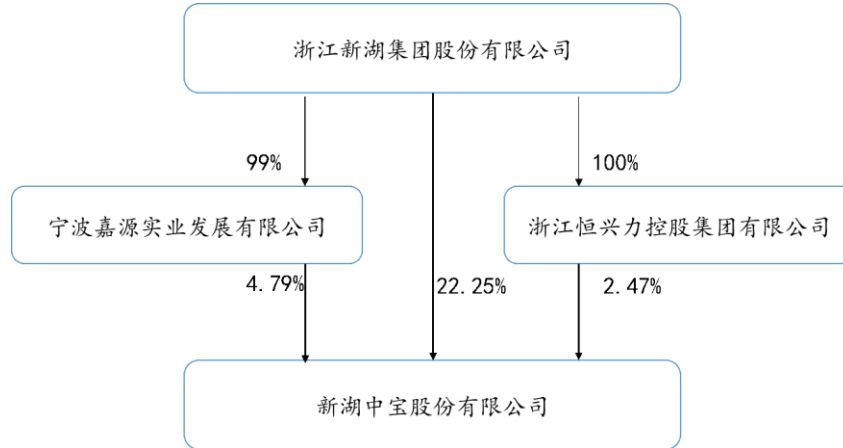 浙江新湖集团股份有限公司
99%
100%
宁波嘉源实业发展有限公司
浙江恒兴力控股集团有限公司
4.79%
22.25%
2.47%
新湖中宝股份有限公司